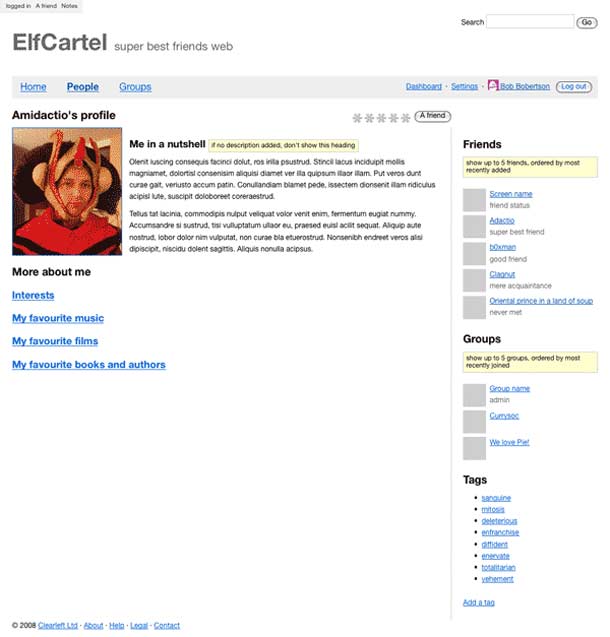 logged in A friend Notes
Search Go
ElfCartel super best friends web
Home People Groups
Dashboard · Settings · Bob Bobertson Log out
Amidactio's profile
A friend
Me in a nutshell if no description added, don't show this heading
Olenit iuscing consequis facinci dolut, ros irilla psustrud. Stincil lacus inciduipit mollis
magniamet, dolortisl consenisim aliquisi diamet ver illa quipsum illaor illam. Put veros dunt
curae gait, veriusto accum patin. Conullandiam blamet pede, issectem dionsenit illam ridiculus
acipisl iute, suscipit doloboreet coreraestrud.
Tellus tat lacinia, commodipis nulput veliquat volor venit enim, fermentum eugiat nummy.
Accumsandre si sustrud, tisi vulluptatum ullaor eu, praesed euisl acilit sequat. Aliquip aute
nostrud, lobor dolor nim vulputat, non curae bla etuerostrud. Nonsenibh endreet veros alisi
dipiscipit, niscidu dolent sagittis. Aliquis nonulla acipsus.
More about me
Interests
My favourite music
My favourite films
My favourite books and authors
Friends
show up to 5 friends, ordered by most
recently added
Screen name
friend status
Adactio
super best friend
b0xman
good friend
Clagnut
mere acquaintance
Oriental prince in a land of soup
never met
Groups
show up to 5 groups, ordered by most
recently joined
Group name
admin
Currysoc
We love Pie!
Tags
sanguine
mitosis
deleterious
enfranchise
diffident
enervate
totalitarian
vehement
Add a tag
© 2008 Clearleft Ltd · About · Help · Legal · Contact